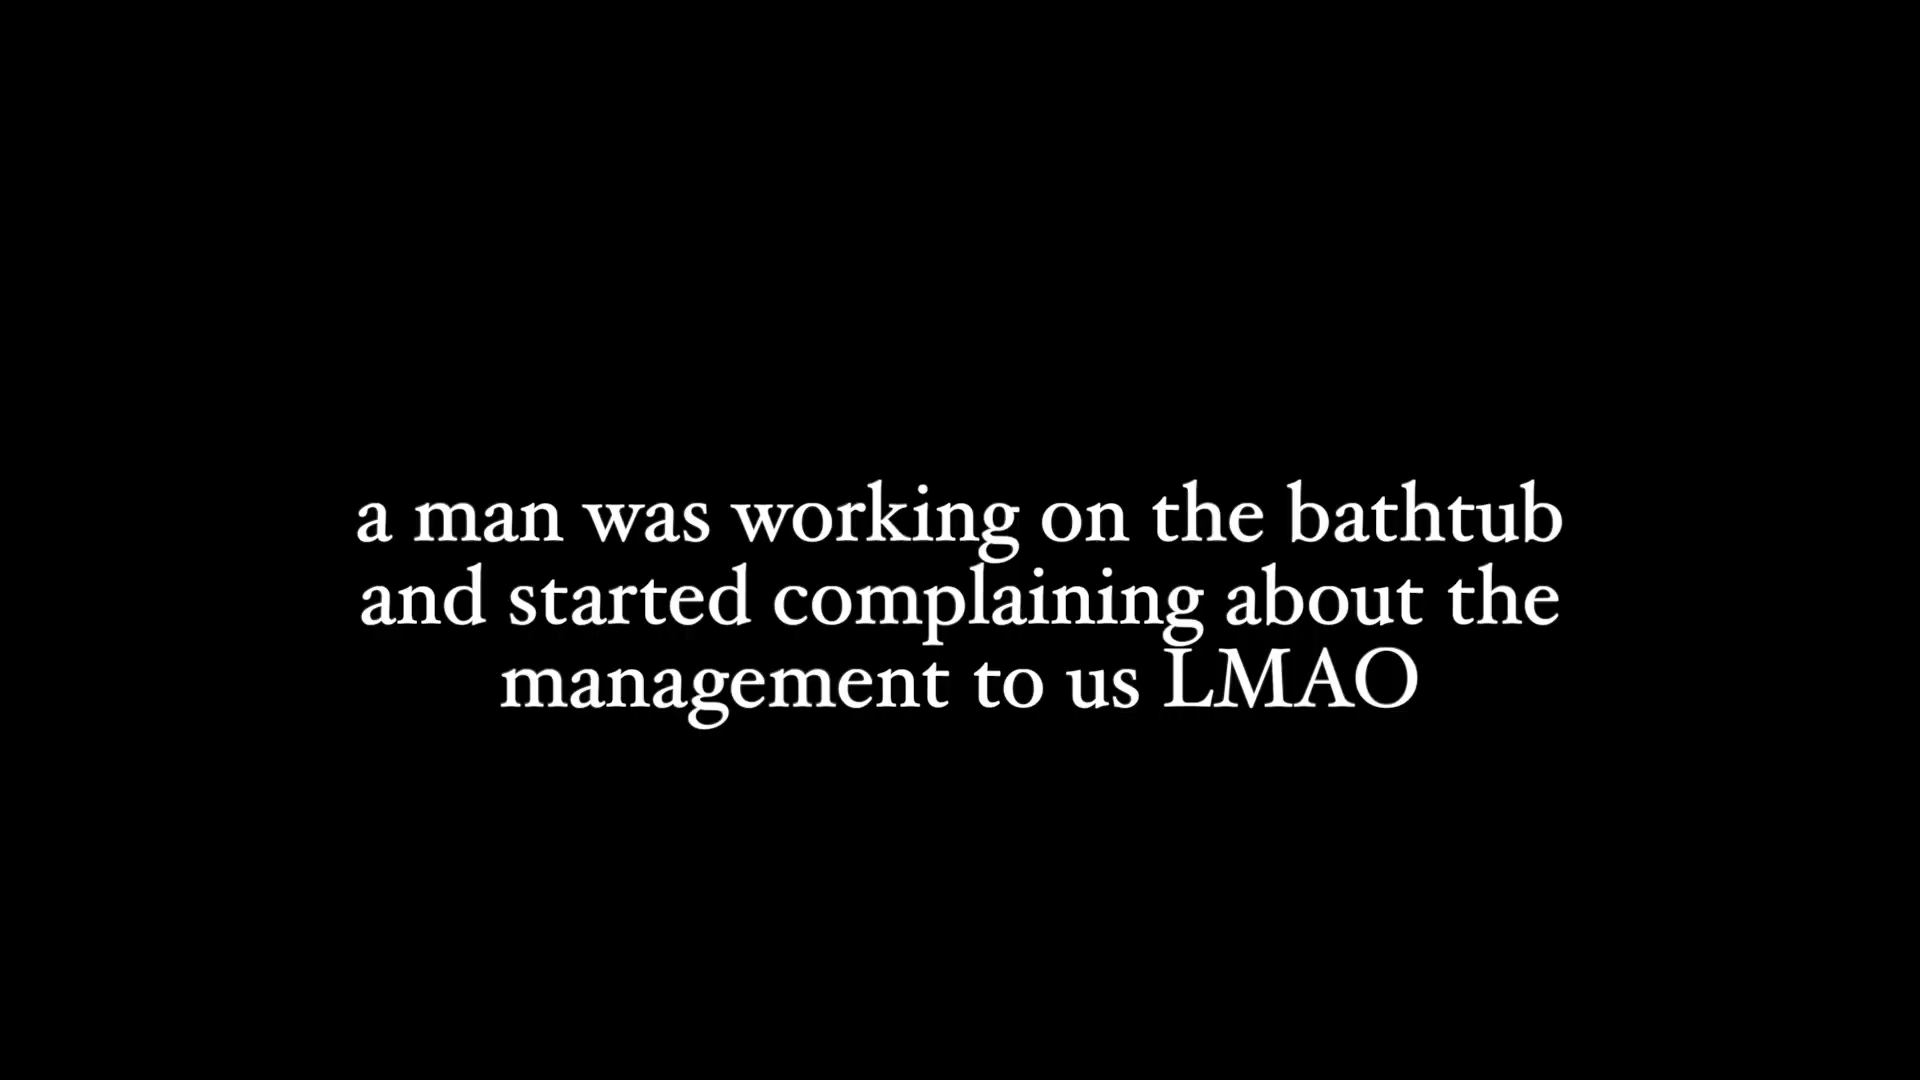 a man was working on the bathtub
and started complaining about the
management to us LMAO